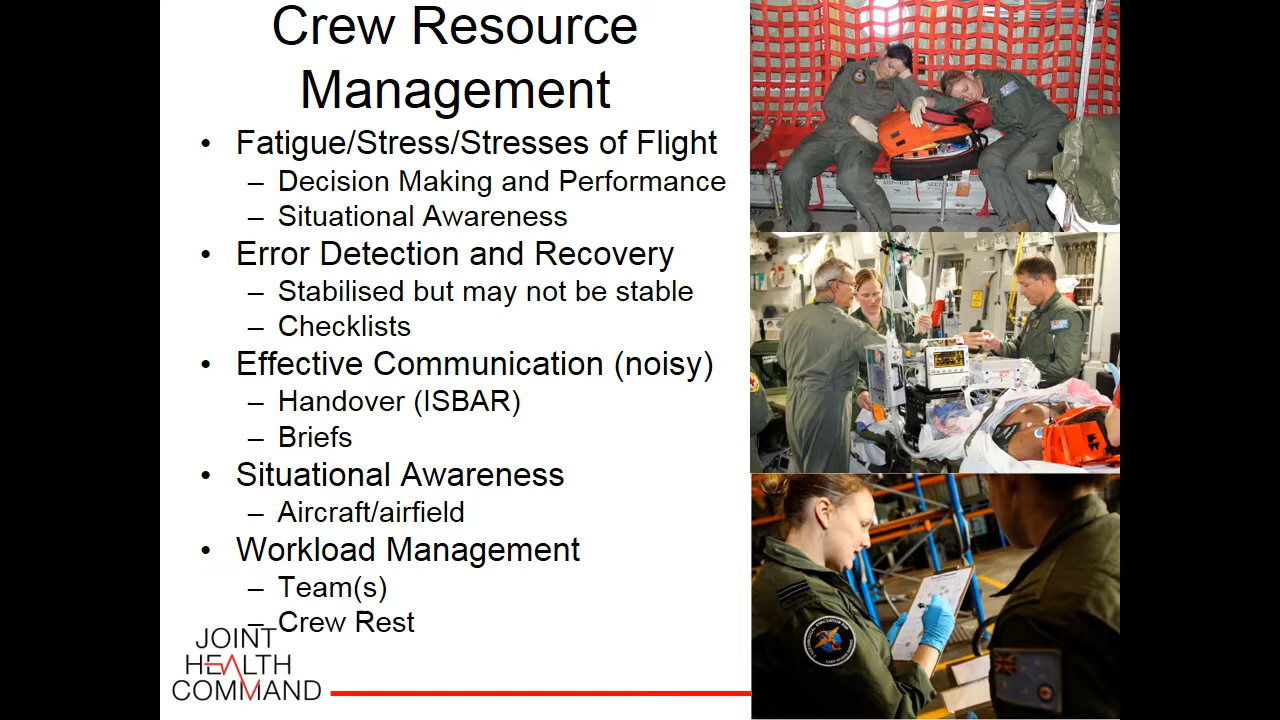 Crew Resource
Management
• Fatigue/Stress/Stresses of Flight
– Decision Making and Performance
– Situational Awareness
• Error Detection and Recovery
– Stabilised but may not be stable
– Checklists
• Effective Communication (noisy)
– Handover (ISBAR)
– Briefs
• Situational Awareness
– Aircraft/airfield
• Workload Management
– Team(s)
– Crew Rest
JOINT
HEALTH
COMMAND